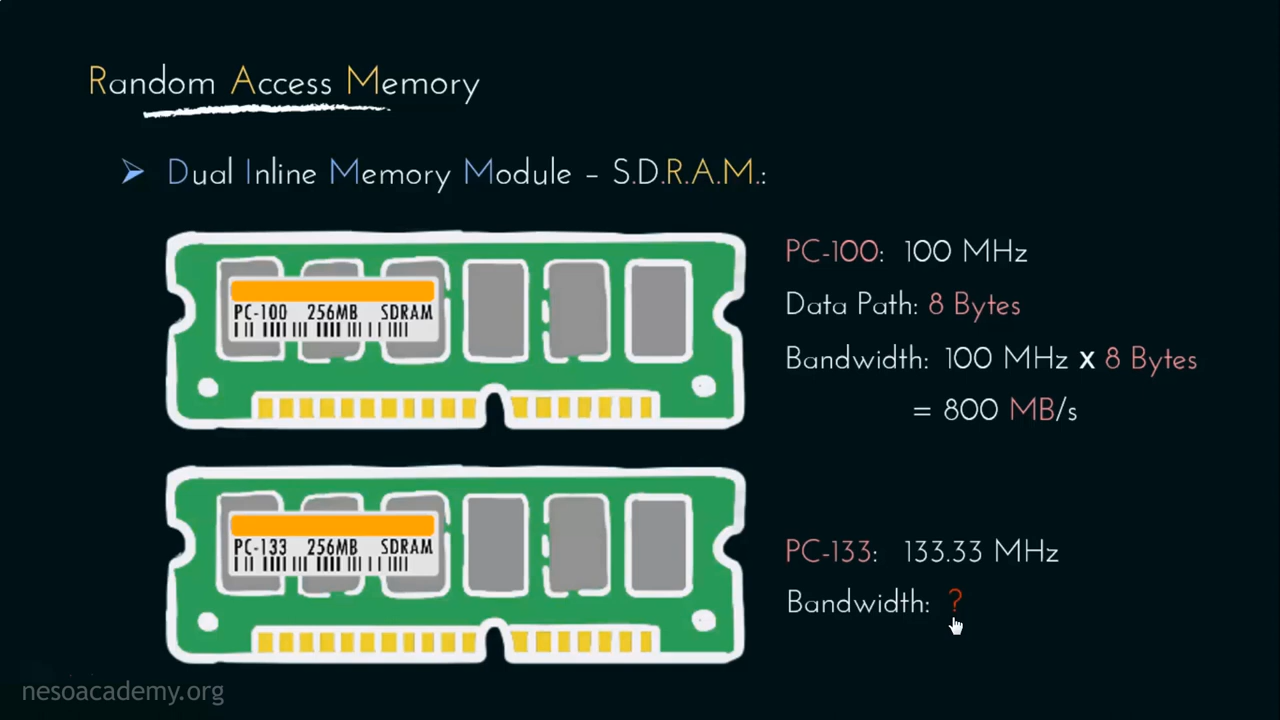 Random Access Memory
➢ Dual Inline Memory Module – S.D.R.A.M.:
PC-100 256MB SDRAM
PC-100: 100 MHz
Data Path: 8 Bytes
Bandwidth: 100 MHz x 8 Bytes
= 800 MB/s
PC-133 256MB SDRAM
PC-133: 133.33 MHz
Bandwidth: ?
nesoacademy.org